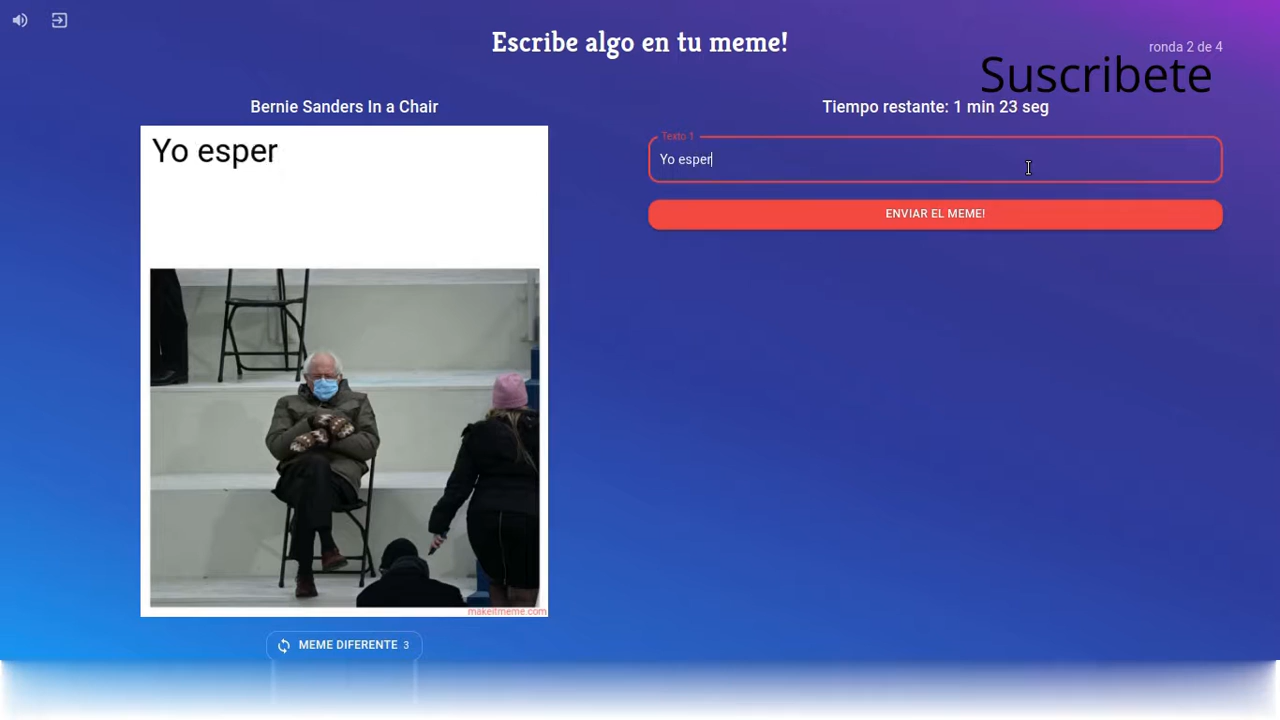 Escribe algo en tu meme!
ronda 2 de 4
Suscribete
Bernie Sanders In a Chair
Tiempo restante: 1 min 23 seg
Yo esper
Texto 1
Yo esper
ENVIAR EL MEME!
makeitmeme.com
MEME DIFERENTE 3